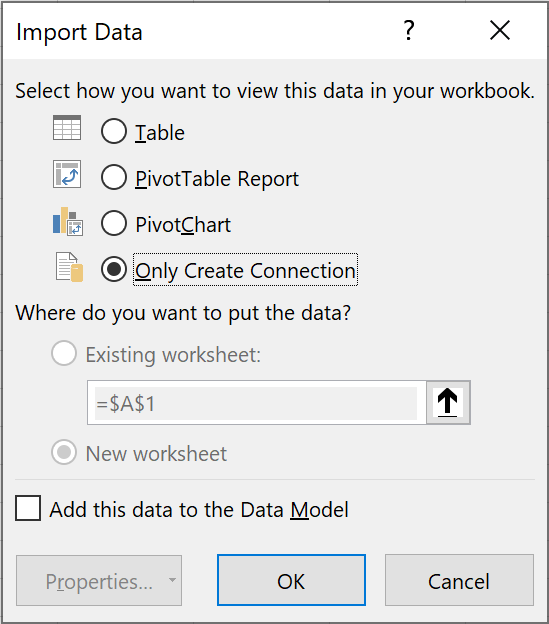 Import Data ?
Select how you want to view this data in your workbook.
Table
PivotTable Report
PivotChart
Only Create Connection
Where do you want to put the data?
Existing worksheet:
=$A$1
New worksheet
Add this data to the Data Model
Properties... OK Cancel